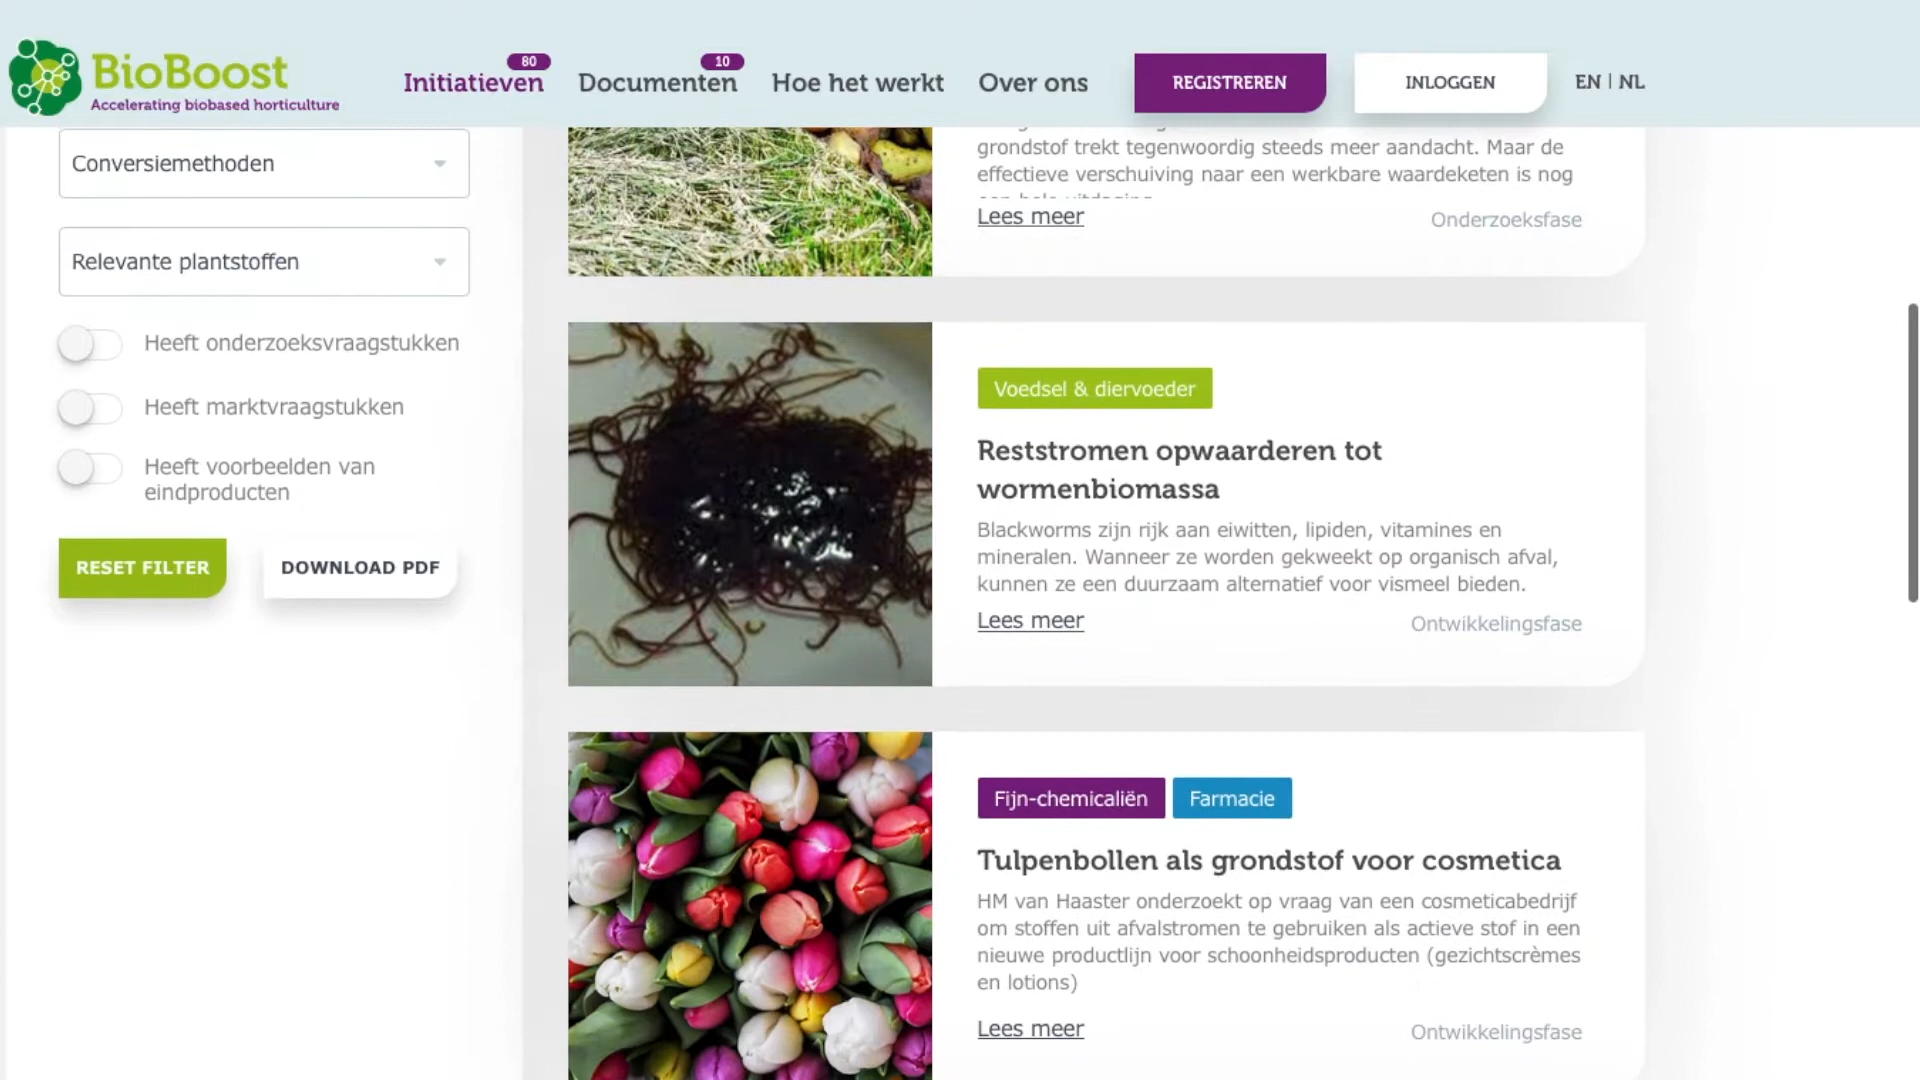 BioBoost
Accelerating biobased horticulture
Initiatieven 80
Documenten 10
Hoe het werkt
Over ons
REGISTREREN
INLOGGEN
EN | NL
Conversiemethoden
Relevante plantstoffen
Heeft onderzoeksvraagstukken
Heeft marktvraagstukken
Heeft voorbeelden van
eindproducten
RESET FILTER
DOWNLOAD PDF
grondstof trekt tegenwoordig steeds meer aandacht. Maar de
effectieve verschuiving naar een werkbare waardeketen is nog
Lees meer
Onderzoeksfase
Voedsel & diervoeder
Reststromen opwaarderen tot
wormenbiomassa
Blackworms zijn rijk aan eiwitten, lipiden, vitamines en
mineralen. Wanneer ze worden gekweekt op organisch afval,
kunnen ze een duurzaam alternatief voor vismeel bieden.
Lees meer
Ontwikkelingsfase
Fijn-chemicaliën
Farmacie
Tulpenbollen als grondstof voor cosmetica
HM van Haaster onderzoekt op vraag van een cosmeticabedrijf
om stoffen uit afvalstromen te gebruiken als actieve stof in een
nieuwe productlijn voor schoonheidsproducten (gezichtscrèmes
en lotions)
Lees meer
Ontwikkelingsfase